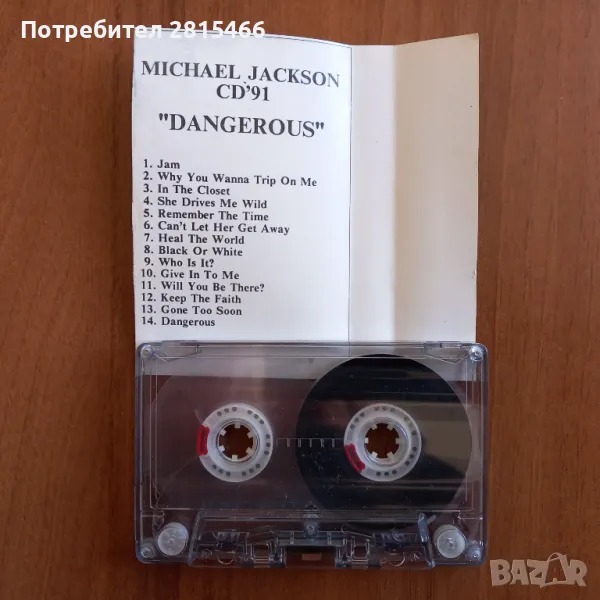 Потребител 2815466
MICHAEL JACKSON
CD'91
"DANGEROUS"
1. Jam
2. Why You Wanna Trip On Me
3. In The Closet
4. She Drives Me Wild
5. Remember The Time
6. Can't Let Her Get Away
7. Heal The World
8. Black Or White
9. Who Is It?
10. Give In To Me
11. Will You Be There?
12. Keep The Faith
13. Gone Too Soon
14. Dangerous
BAZAR